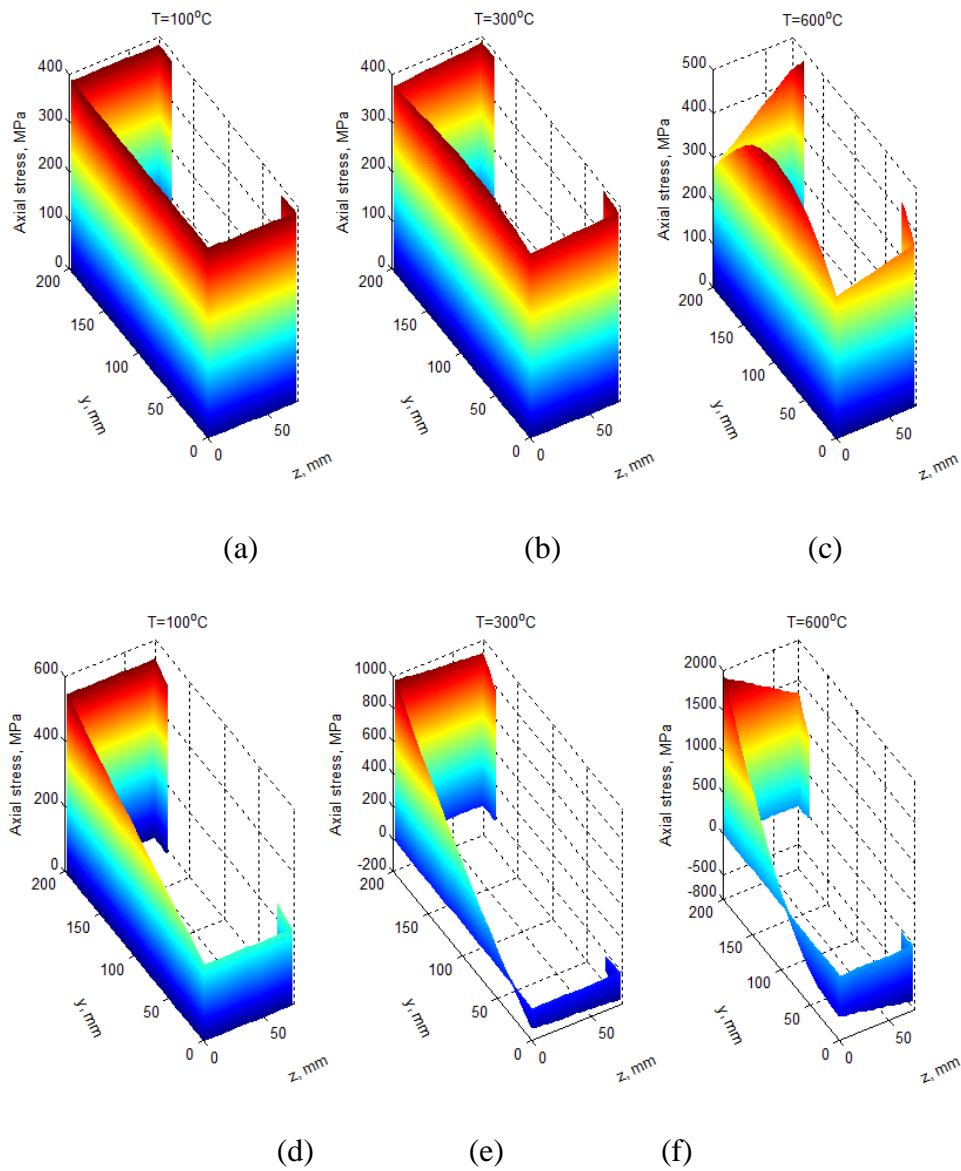 T=100°C
T=300°C
T=600°C
Axial stress, MPa
400
300
200
100
0
200
150
100
50
0
0
50
y, mm
z, mm
Axial stress, MPa
400
300
200
100
0
200
150
100
50
0
0
50
y, mm
z, mm
Axial stress, MPa
500
400
300
200
100
0
200
150
100
50
0
0
50
y, mm
z, mm
(a)
(b)
(c)
T=100°C
T=300°C
T=600°C
Axial stress, MPa
600
400
200
0
200
150
100
50
0
0
50
y, mm
z, mm
Axial stress, MPa
1000
800
600
400
200
0
-200
200
150
100
50
0
0
50
y, mm
z, mm
Axial stress, MPa
2000
1500
1000
500
0
-500
-800
200
150
100
50
0
0
50
y, mm
z, mm
(d)
(e)
(f)